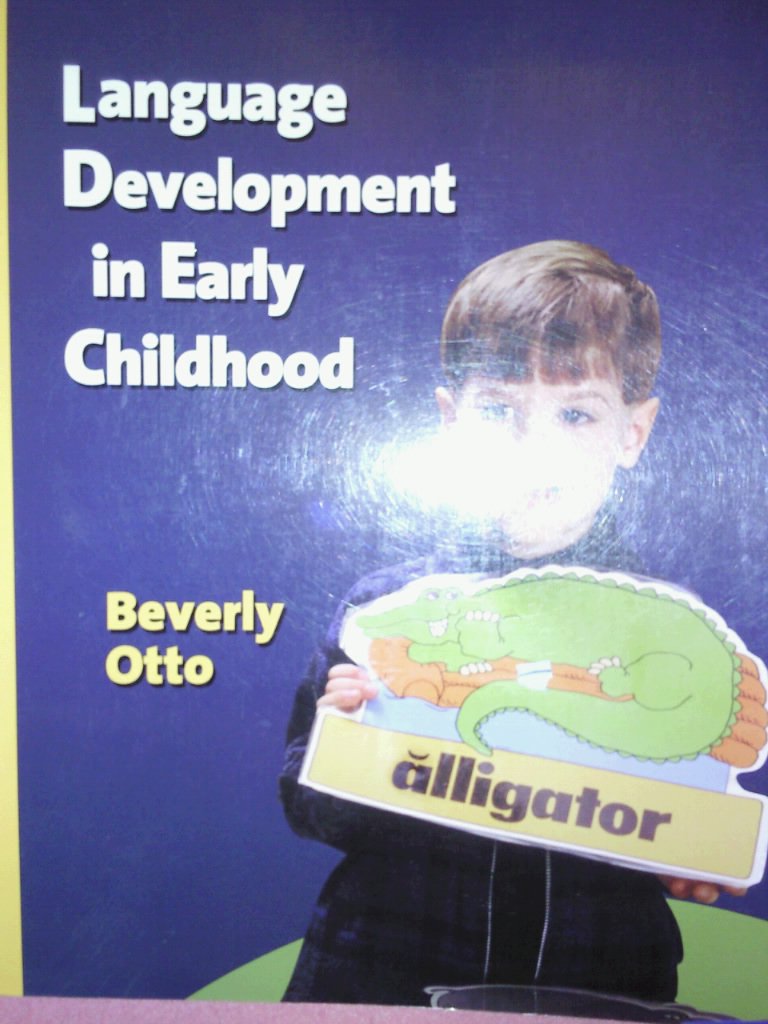 Language
Development
in Early
Childhood
Beverly
Otto
ălligator